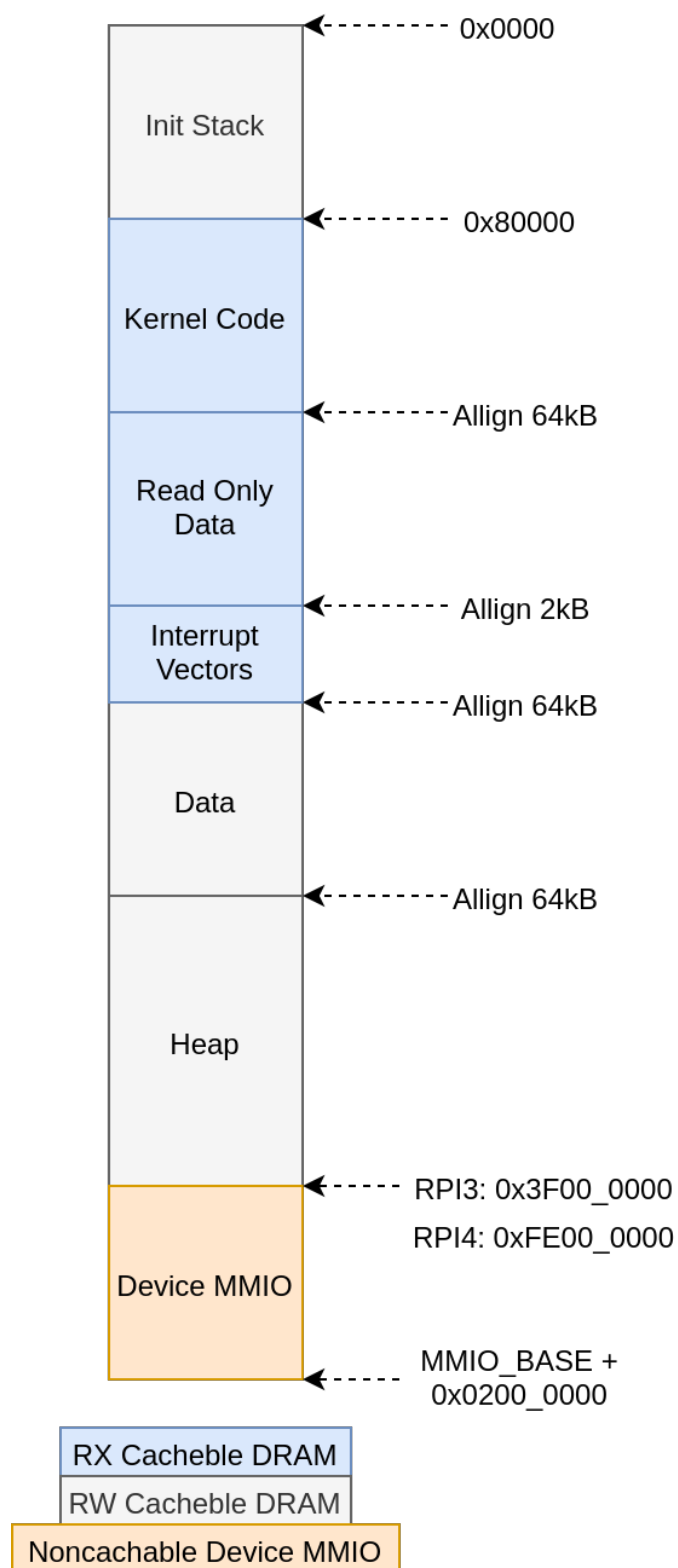 0x0000
Init Stack
0x80000
Kernel Code
Allign 64kB
Read Only
Data
Allign 2kB
Interrupt
Vectors
Allign 64kB
Data
Allign 64kB
Heap
RPI3: 0x3F00_0000
RPI4: 0xFE00_0000
Device MMIO
MMIO_BASE +
0x0200_0000
RX Cacheble DRAM
RW Cacheble DRAM
Noncachable Device MMIO